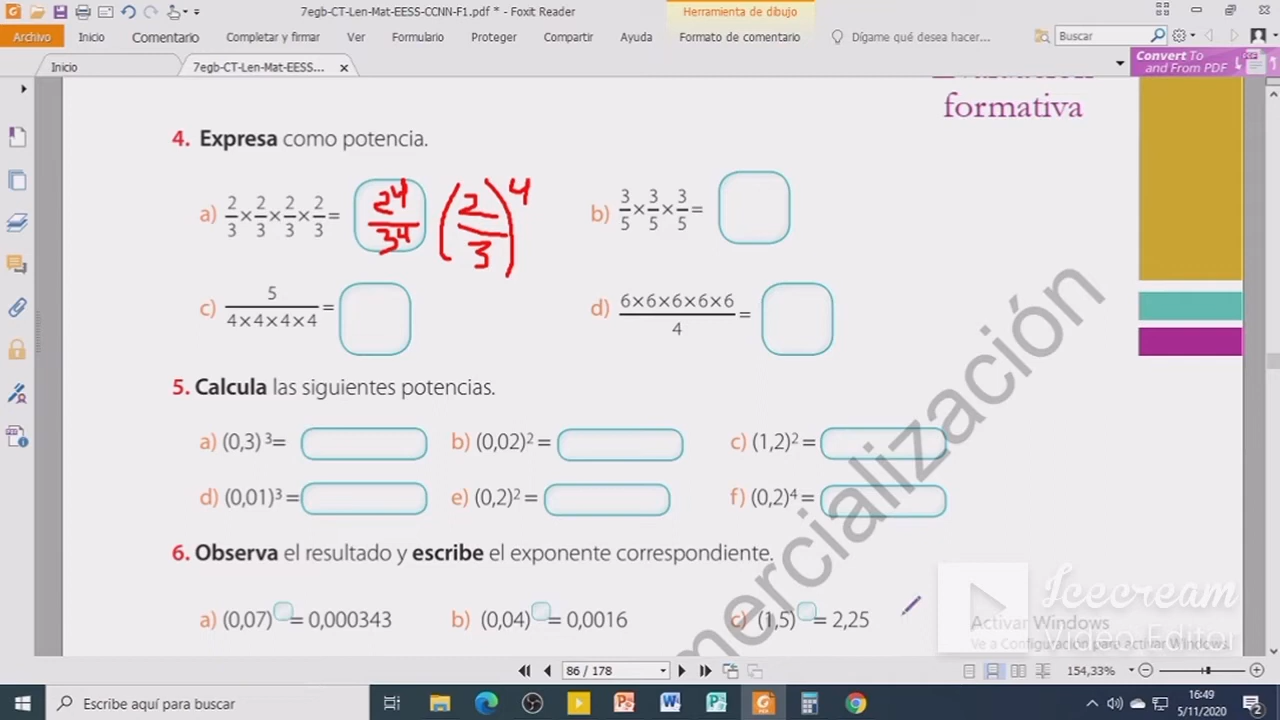 7egb-CT-Len-Mat-EESS-CCNN-F1.pdf * - Foxit Reader
Herramienta de dibujo
Archivo Inicio Comentario Completar y firmar Ver Formulario Proteger Compartir Ayuda Formato de comentario Dígame qué desea hacer... Buscar
Inicio 7egb-CT-Len-Mat-EESS... Convert To
and From PDF
formativa
4. Expresa como potencia.
a) 2/3 × 2/3 × 2/3 × 2/3 = 2⁴/3⁴ (2/3)⁴ b) 3/5 × 3/5 × 3/5 =
c) 5/(4×4×4×4) = d) (6×6×6×6×6)/4 =
5. Calcula las siguientes potencias.
a) (0,3)³= b) (0,02)² = c) (1,2)² =
d) (0,01)³ = e) (0,2)² = f) (0,2)⁴ =
6. Observa el resultado y escribe el exponente correspondiente.
a) (0,07) = 0,000343 b) (0,04) = 0,0016 c) (1,5) = 2,25
mercialización
Icecream
Video Editor
Activar Windows
Ve a Configuración para activar Windows.
86 / 178 154,33%
Escribe aquí para buscar
16:49
5/11/2020
2